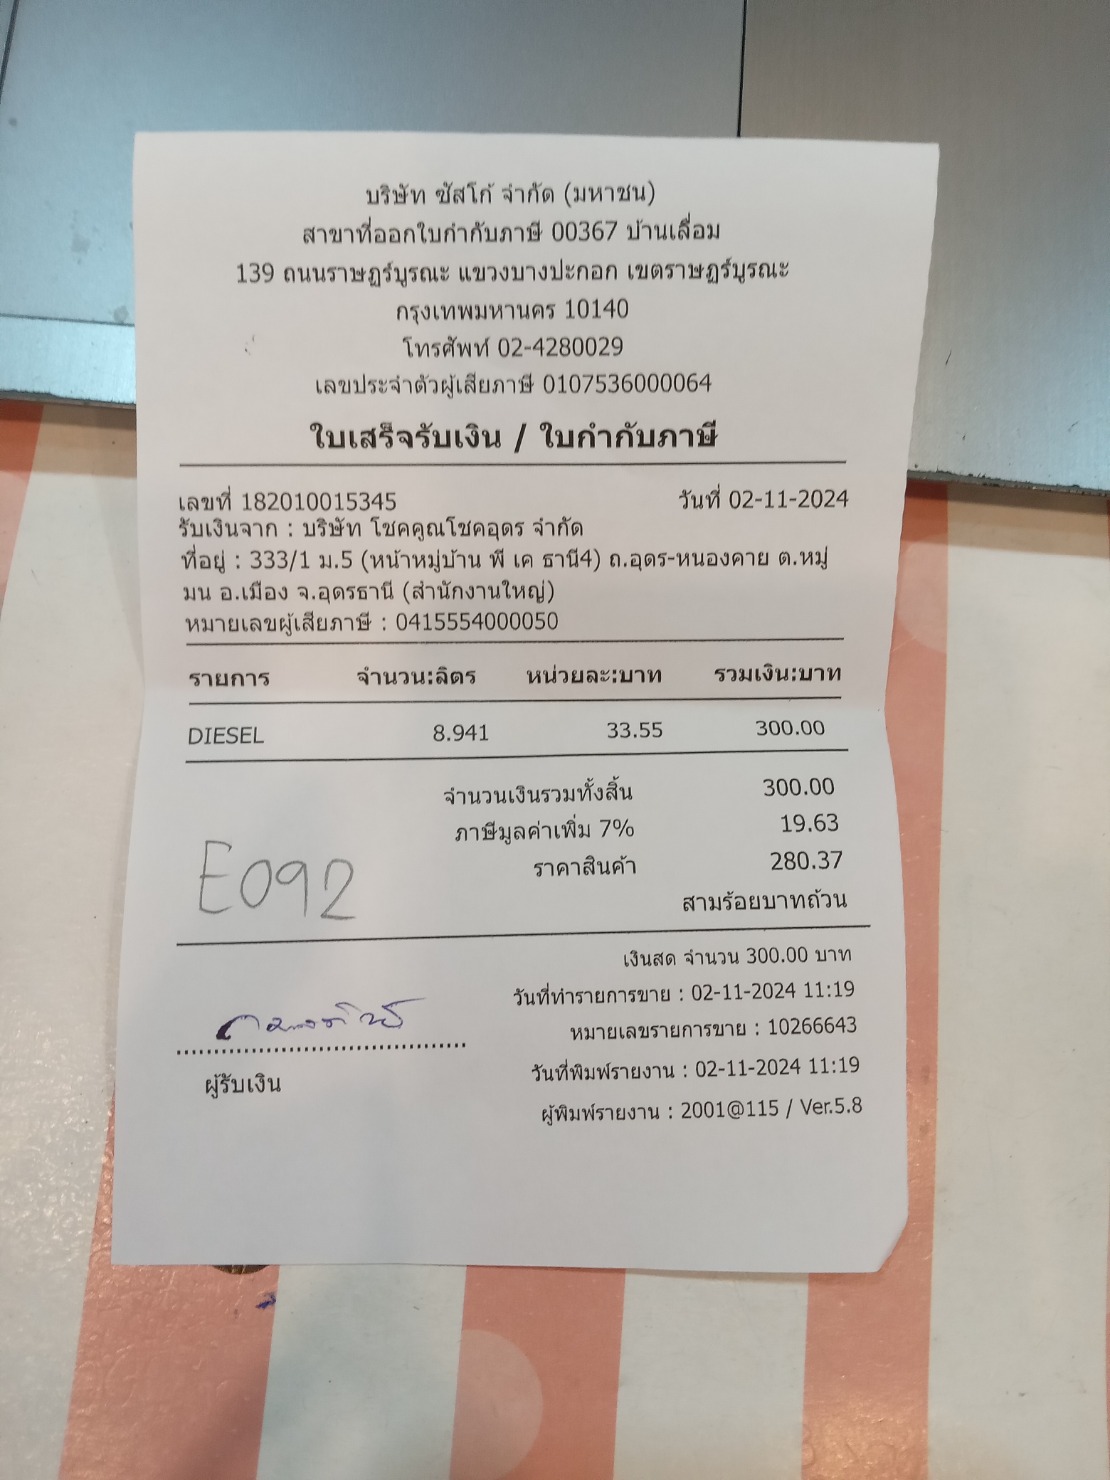 บริษัท ซัสโก้ จำกัด (มหาชน)
สาขาที่ออกใบกำกับภาษี 00367 บ้านเลื่อม
139 ถนนราษฎร์บูรณะ แขวงบางปะกอก เขตราษฎร์บูรณะ
กรุงเทพมหานคร 10140
โทรศัพท์ 02-4280029
เลขประจำตัวผู้เสียภาษี 0107536000064
ใบเสร็จรับเงิน / ใบกำกับภาษี
เลขที่ 182010015345 วันที่ 02-11-2024
รับเงินจาก : บริษัท โชคคูณโชคอุดร จำกัด
ที่อยู่ : 333/1 ม.5 (หน้าหมู่บ้าน พี เค ธานี4) ถ.อุดร-หนองคาย ต.หมู่
มน อ.เมือง จ.อุดรธานี (สำนักงานใหญ่)
หมายเลขผู้เสียภาษี : 0415554000050
รายการ จำนวน:ลิตร หน่วยละ:บาท รวมเงิน:บาท
DIESEL 8.941 33.55 300.00
จำนวนเงินรวมทั้งสิ้น 300.00
ภาษีมูลค่าเพิ่ม 7% 19.63
ราคาสินค้า 280.37
E092
สามร้อยบาทถ้วน
เงินสด จำนวน 300.00 บาท
วันที่ทำรายการขาย : 02-11-2024 11:19
หมายเลขรายการขาย : 10266643
ผู้รับเงิน
วันที่พิมพ์รายงาน : 02-11-2024 11:19
ผู้พิมพ์รายงาน : 2001@115 / Ver.5.8